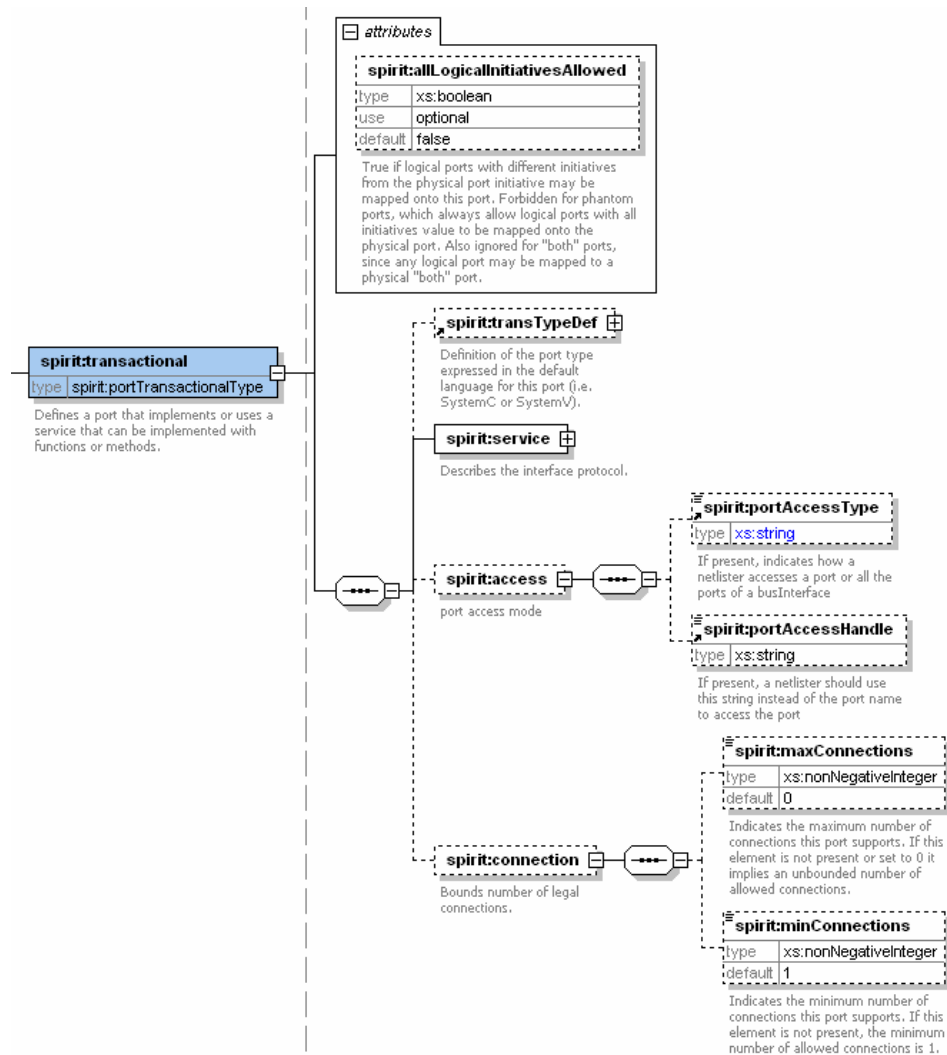 attributes
spirit:allLogicalInitiativesAllowed
type xs:boolean
use optional
default false
True if logical ports with different initiatives
from the physical port initiative may be
mapped onto this port. Forbidden for phantom
ports, which always allow logical ports with all
initiatives value to be mapped onto the
physical port. Also ignored for "both" ports,
since any logical port may be mapped to a
physical "both" port.
spirit:transTypeDef
Definition of the port type
expressed in the default
language for this port (i.e.
SystemC or SystemV).
spirit:transactional
type spirit:portTransactionalType
Defines a port that implements or uses a
service that can be implemented with
functions or methods.
spirit:service
Describes the interface protocol.
spirit:access
port access mode
spirit:portAccessType
type xs:string
If present, indicates how a
netlister accesses a port or all the
ports of a busInterface
spirit:portAccessHandle
type xs:string
If present, a netlister should use
this string instead of the port name
to access the port
spirit:connection
Bounds number of legal
connections.
spirit:maxConnections
type xs:nonNegativeInteger
default 0
Indicates the maximum number of
connections this port supports. If this
element is not present or set to 0 it
implies an unbounded number of
allowed connections.
spirit:minConnections
type xs:nonNegativeInteger
default 1
Indicates the minimum number of
connections this port supports. If this
element is not present, the minimum
number of allowed connections is 1.